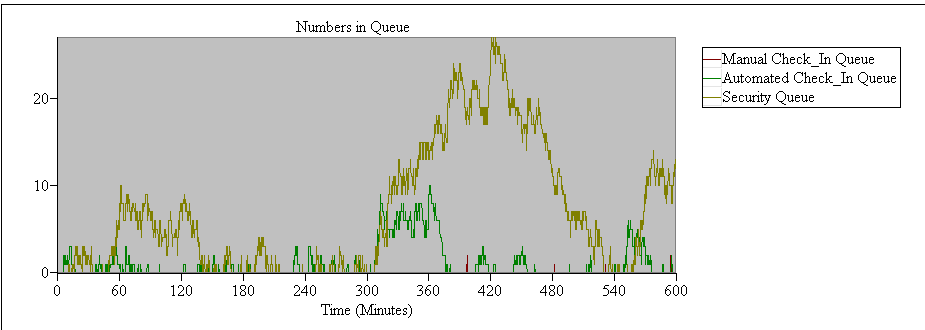 Numbers in Queue
20
10
0
0 60 120 180 240 300 360 420 480 540 600
Time (Minutes)
Manual Check_In Queue
Automated Check_In Queue
Security Queue